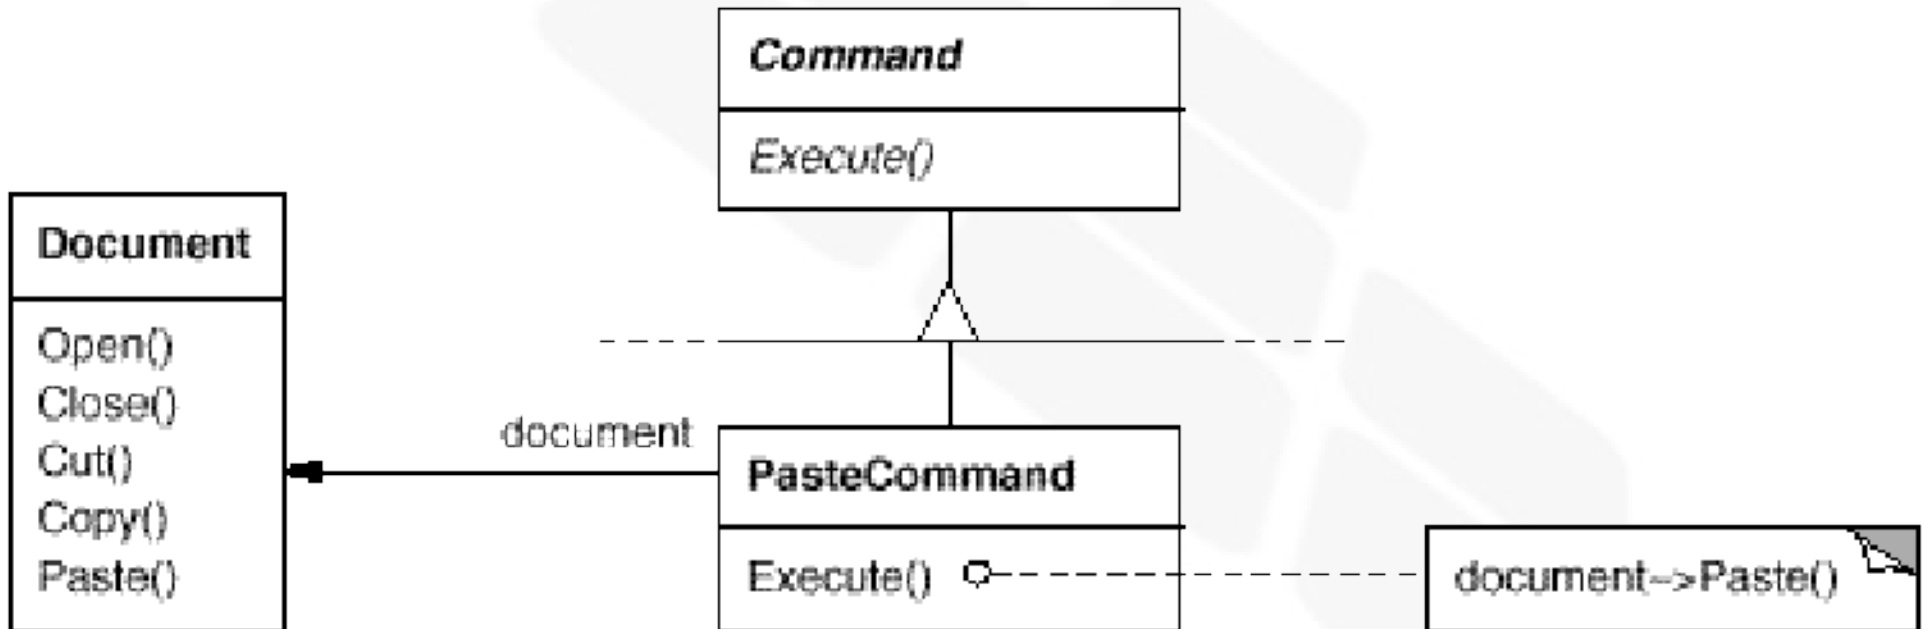 Command
Execute()
Document
Open()
Close()
Cut()
Copy()
Paste()
document
PasteCommand
Execute()
document->Paste()